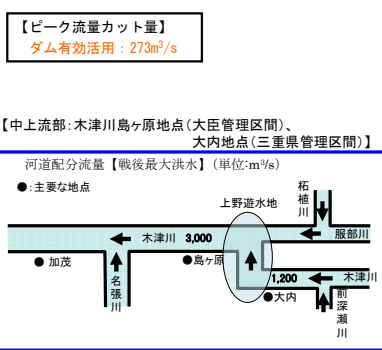 【ピーク流量カット量】
ダム有効活用：273m³/s
【中上流部:木津川島ヶ原地点(大臣管理区間)、
大内地点(三重県管理区間)】
河道配分流量【戦後最大洪水】(単位:m³/s)
●:主要な地点
上野遊水地
柘植川
木津川 3,000
服部川
●加茂
名張川
●島ヶ原
1,200 木津川
●大内
前深瀬川